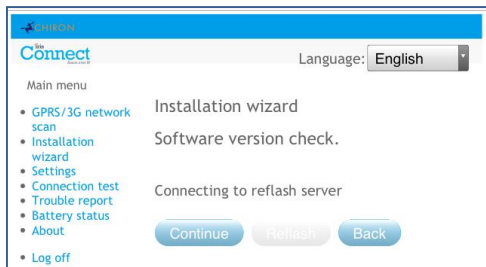 CHIRON
iris
Connect
Language: English
Main menu
GPRS/3G network
scan
Installation
wizard
Settings
Connection test
Trouble report
Battery status
About
Log off
Installation wizard
Software version check.
Connecting to reflash server
Continue Reflash Back